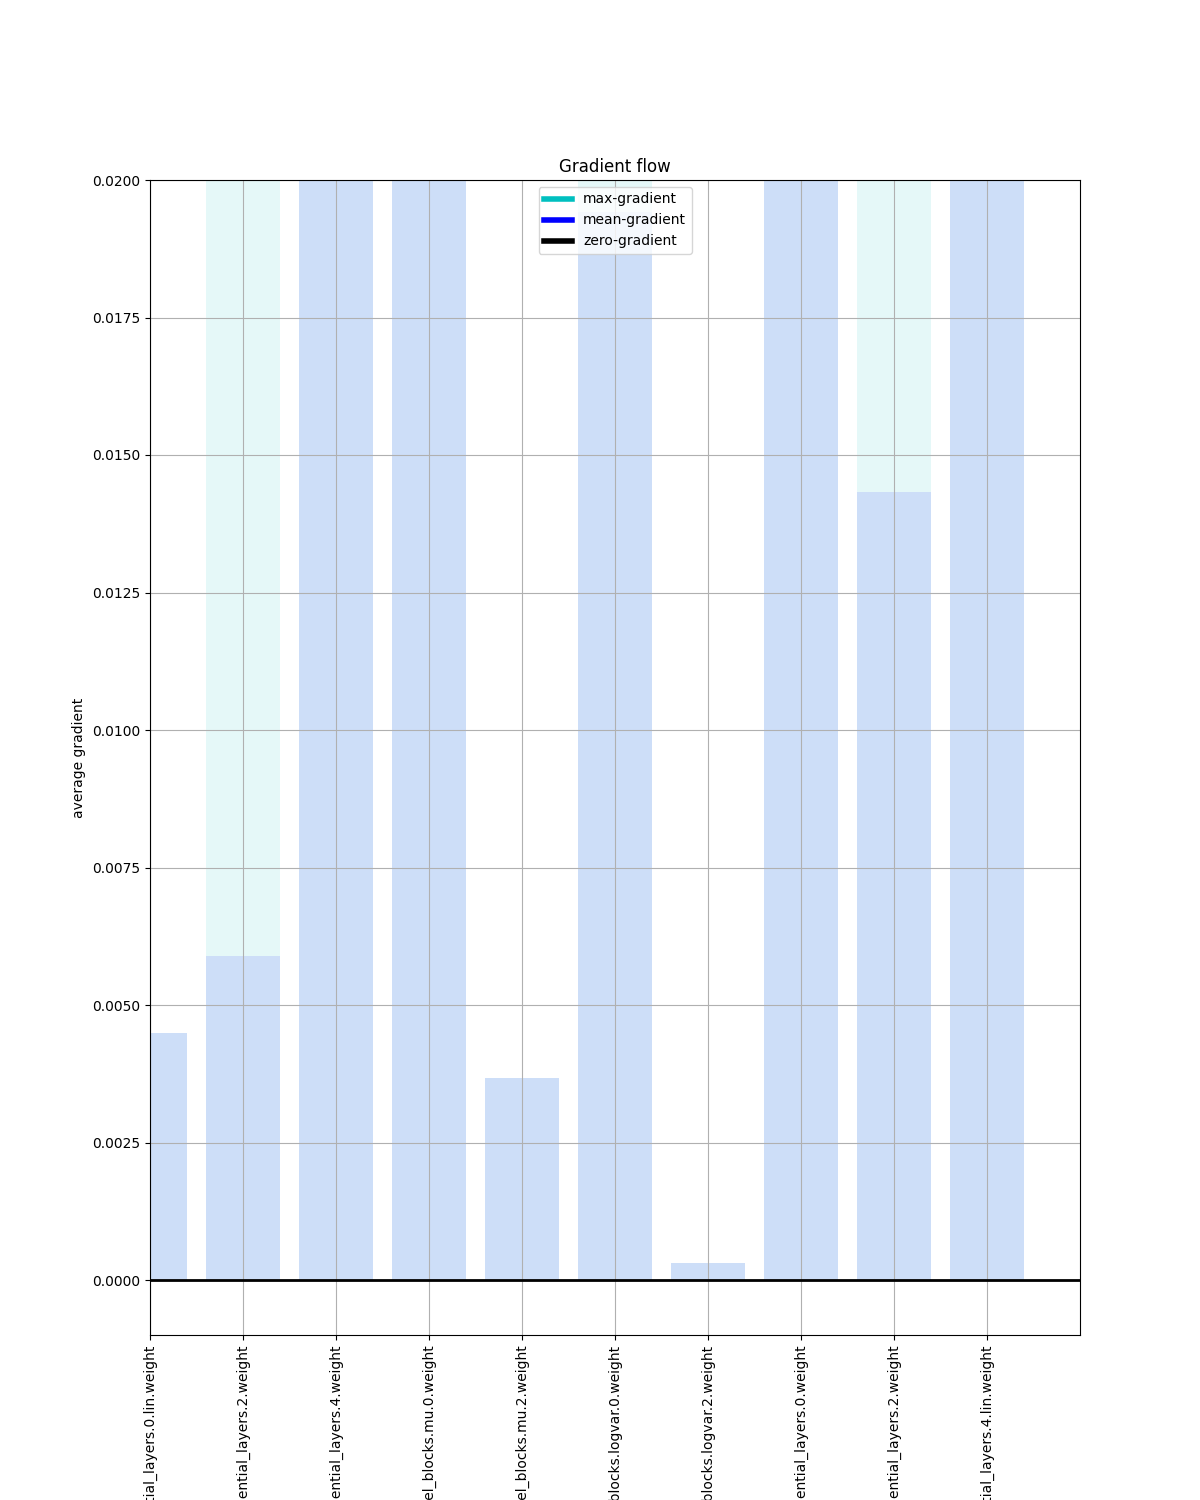 Gradient flow
max-gradient
mean-gradient
zero-gradient
0.0200
0.0175
0.0150
0.0125
0.0100
0.0075
0.0050
0.0025
0.0000
average gradient
tial_layers.0.lin.weight
ential_layers.2.weight
ential_layers.4.weight
el_blocks.mu.0.weight
el_blocks.mu.2.weight
blocks.logvar.0.weight
blocks.logvar.2.weight
ential_layers.0.weight
ential_layers.2.weight
tial_layers.4.lin.weight